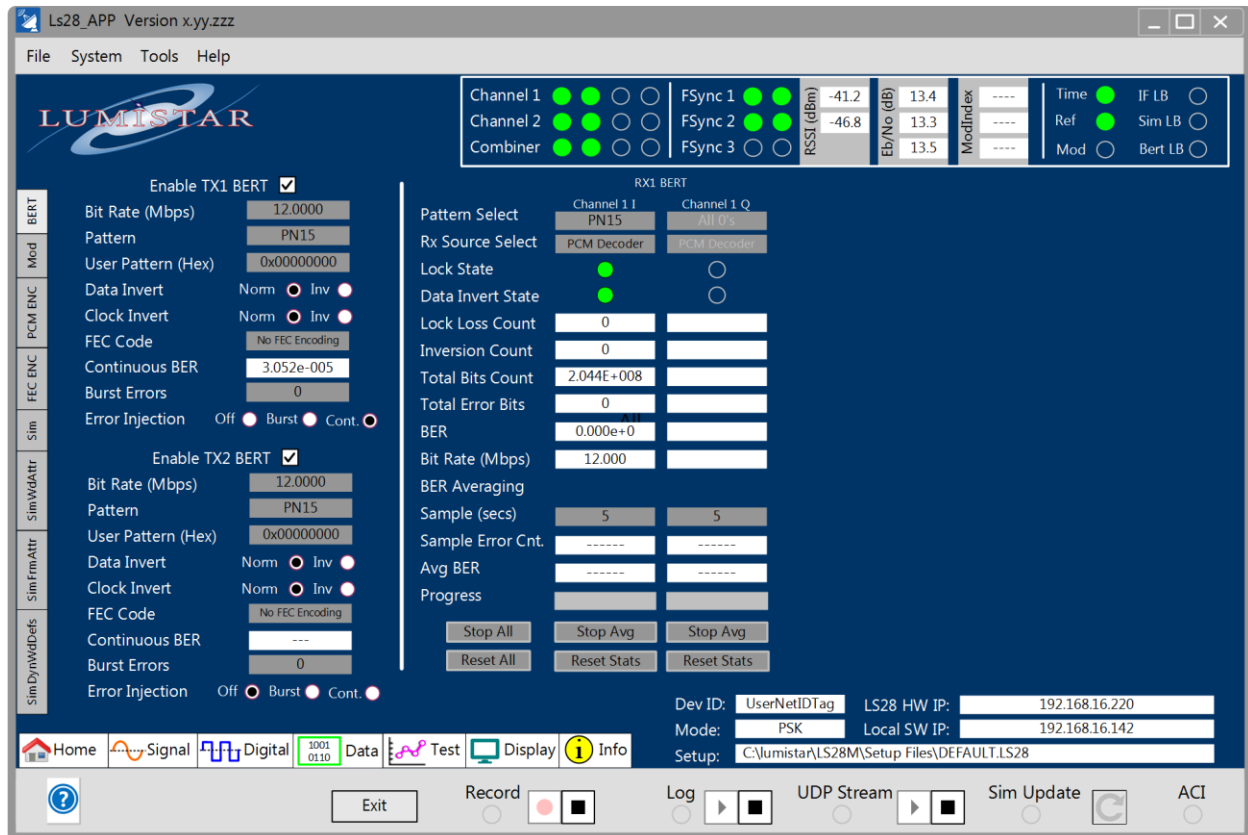 Ls28_APP Version x.yy.zzz
File System Tools Help
LUMISTAR
Channel 1 FSync 1
Channel 2 FSync 2
Combiner FSync 3
RSSI (dBm)
-41.2
-46.8
Eb/No (dB)
13.4
13.3
13.5
ModIndex
----
----
----
Time IF LB
Ref Sim LB
Mod Bert LB
BERT
Mod
PCM ENC
FEC ENC
Sim
SimWdAttr
SimFrmAttr
SimDynWdDefs
Enable TX1 BERT
Bit Rate (Mbps) 12.0000
Pattern PN15
User Pattern (Hex) 0x00000000
Data Invert Norm Inv
Clock Invert Norm Inv
FEC Code No FEC Encoding
Continuous BER 3.052e-005
Burst Errors 0
Error Injection Off Burst Cont.
Enable TX2 BERT
Bit Rate (Mbps) 12.0000
Pattern PN15
User Pattern (Hex) 0x00000000
Data Invert Norm Inv
Clock Invert Norm Inv
FEC Code No FEC Encoding
Continuous BER ---
Burst Errors 0
Error Injection Off Burst Cont.
RX1 BERT
Channel 1 I Channel 1 Q
Pattern Select PN15 All 0's
Rx Source Select PCM Decoder PCM Decoder
Lock State
Data Invert State
Lock Loss Count 0
Inversion Count 0
Total Bits Count 2.044E+008
Total Error Bits 0
All
BER 0.000e+0
Bit Rate (Mbps) 12.000
BER Averaging
Sample (secs) 5 5
Sample Error Cnt. ------ ------
Avg BER ------ ------
Progress
Stop All Stop Avg Stop Avg
Reset All Reset Stats Reset Stats
Dev ID: UserNetIDTag LS28 HW IP: 192.168.16.220
Mode: PSK Local SW IP: 192.168.16.142
Setup: C:\lumistar\LS28M\Setup Files\DEFAULT.LS28
Home Signal Digital 1001 0110 Data Test Display i Info
? Exit Record Log UDP Stream Sim Update ACI